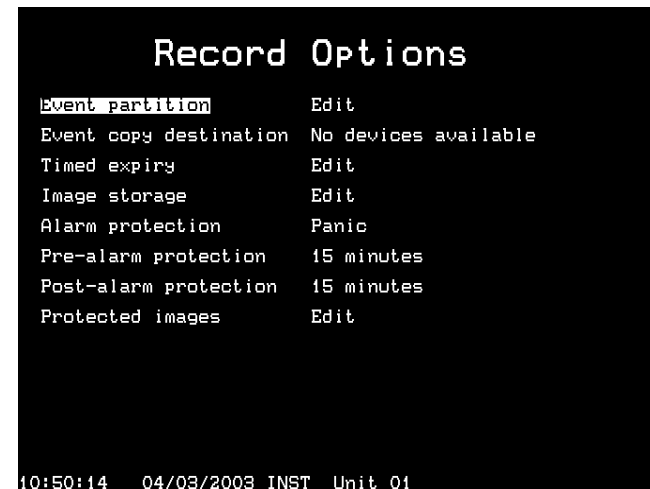 Record Options
Event partition Edit
Event copy destination No devices available
Timed expiry Edit
Image storage Edit
Alarm protection Panic
Pre-alarm protection 15 minutes
Post-alarm protection 15 minutes
Protected images Edit
10:50:14 04/03/2003 INST Unit 01